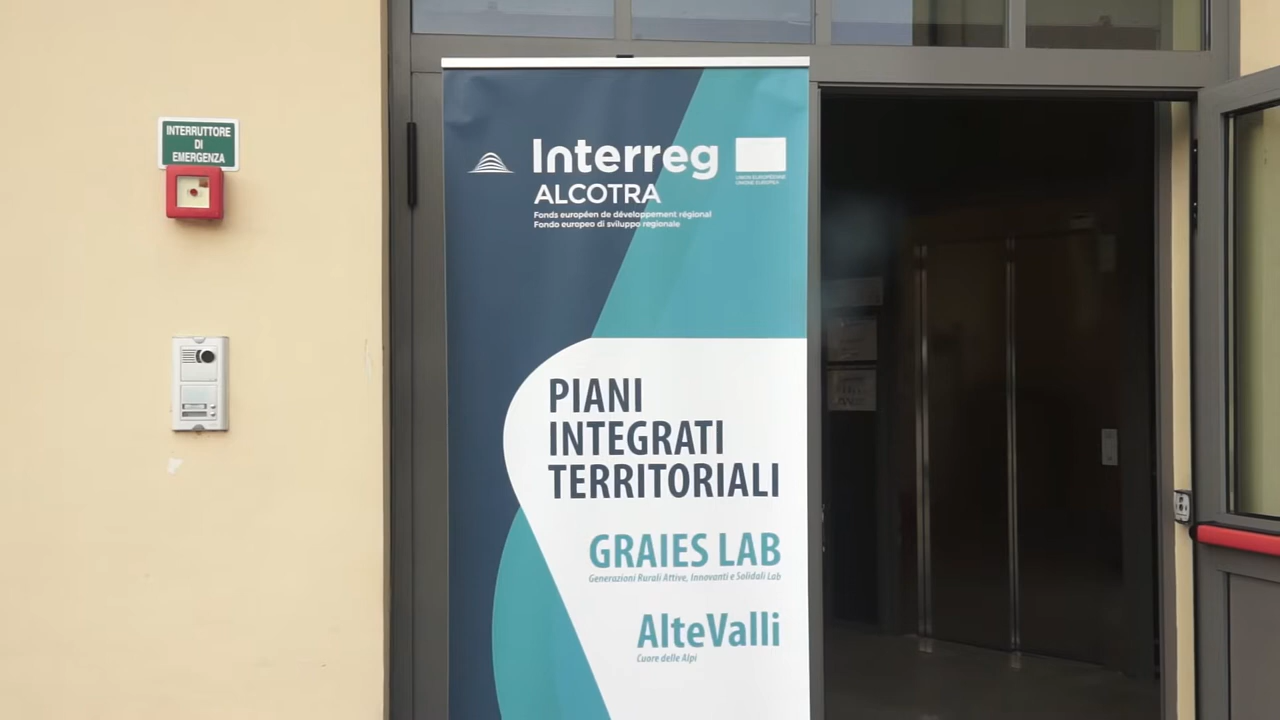 INTERRUTTORE
DI
EMERGENZA
Interreg
ALCOTRA
UNION EUROPÉENNE
UNIONE EUROPEA
Fonds européen de développement régional
Fondo europeo di sviluppo regionale
PIANI
INTEGRATI
TERRITORIALI
GRAIES LAB
Generazioni Rurali Attive, Innovanti e Solidali Lab
AlteValli
Cuore delle Alpi